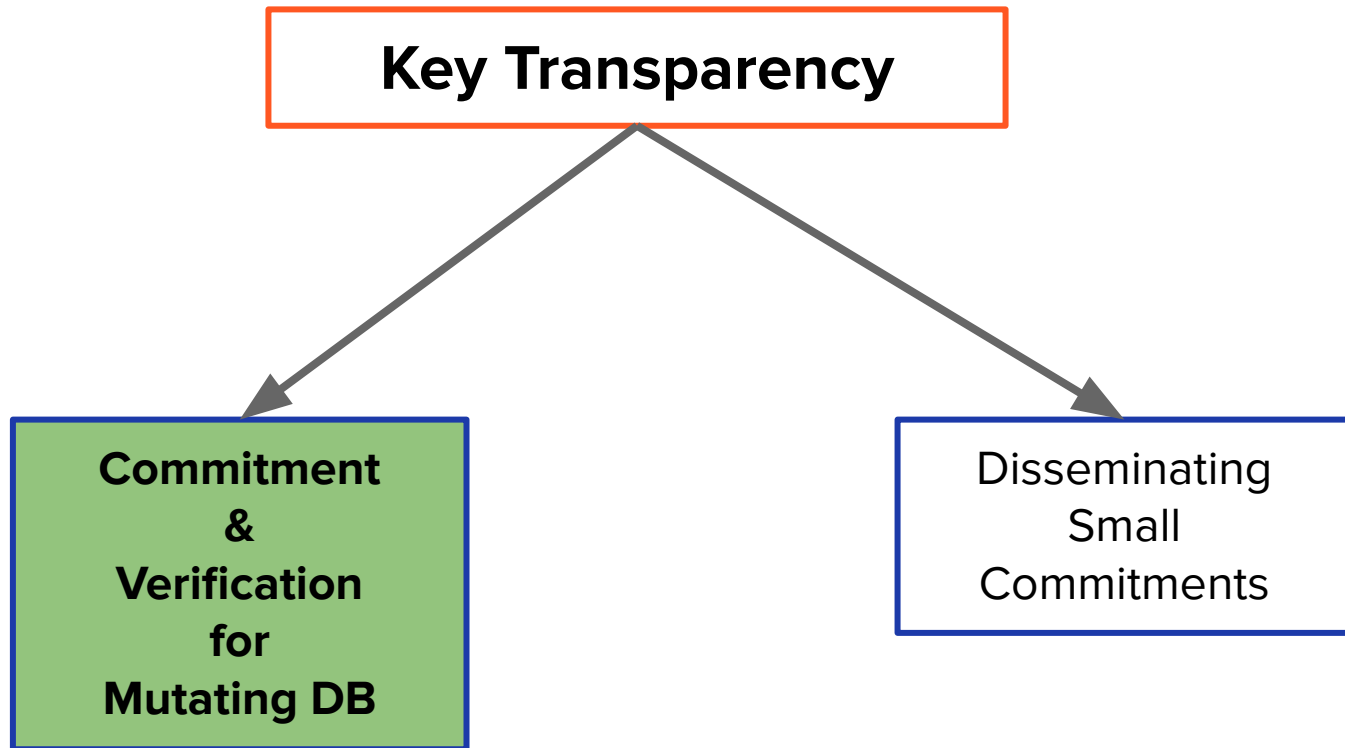 Key Transparency
Commitment
&
Verification
for
Mutating DB
Disseminating
Small
Commitments